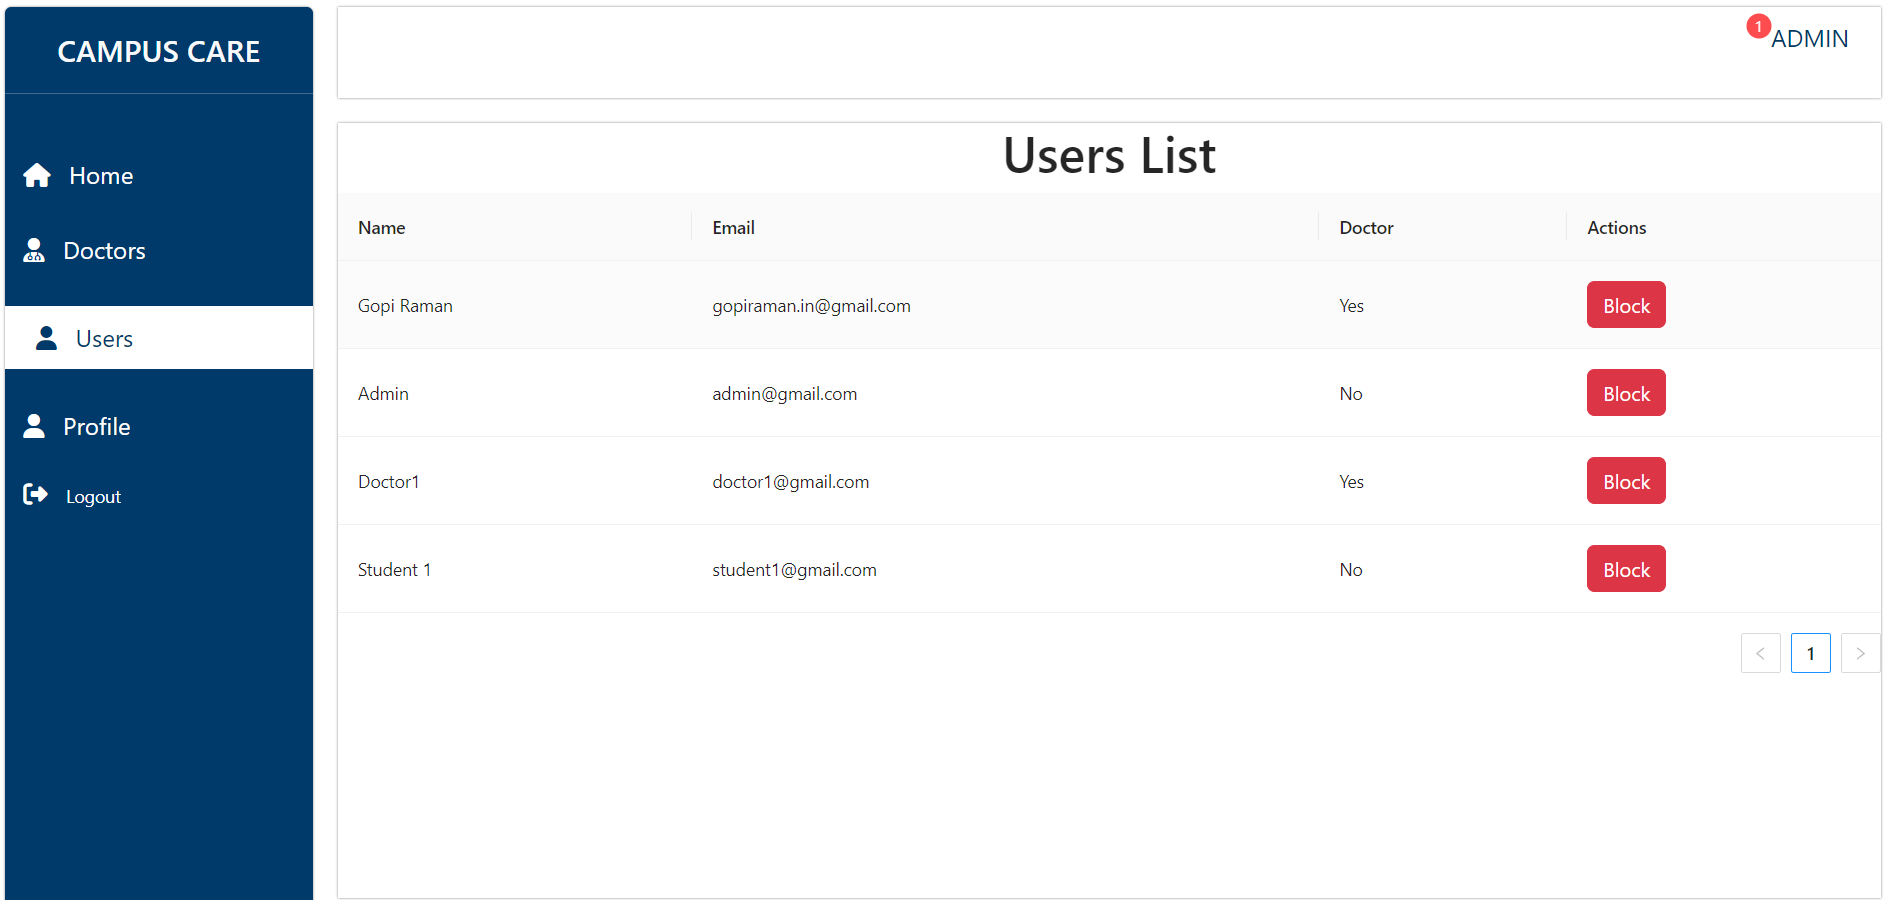 CAMPUS CARE
Home
Doctors
Users
Profile
Logout
1
ADMIN
Users List
Name Email Doctor Actions
Gopi Raman gopiraman.in@gmail.com Yes Block
Admin admin@gmail.com No Block
Doctor1 doctor1@gmail.com Yes Block
Student 1 student1@gmail.com No Block
< 1 >